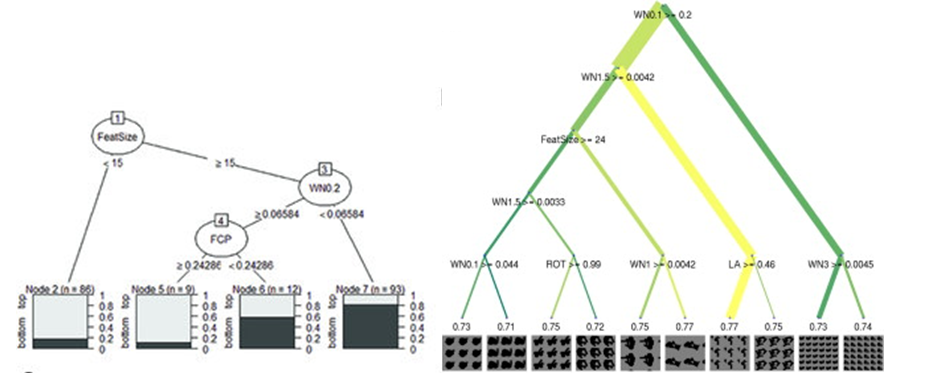 1
FeatSize
< 15
≥ 15
3
WN0.2
≥0.06584
<0.06584
4
FCP
≥ 0.24286
< 0.24286
Node 2 (n = 86)
Node 5 (n = 9)
Node 6 (n = 12)
Node 7 (n = 93)
top
bottom
1
0.8
0.6
0.4
0.2
0
top
bottom
1
0.8
0.6
0.4
0.2
0
top
bottom
1
0.8
0.6
0.4
0.2
0
top
bottom
1
0.8
0.6
0.4
0.2
0
WN0.1 >= 0.2
WN1.5 >= 0.0042
FeatSize >= 24
WN1.5 >= 0.0033
WN0.1 >= 0.044
ROT >= 0.99
WN1 >= 0.0042
LA >= 0.46
WN3 >= 0.0045
0.73
0.71
0.75
0.72
0.75
0.77
0.77
0.75
0.73
0.74